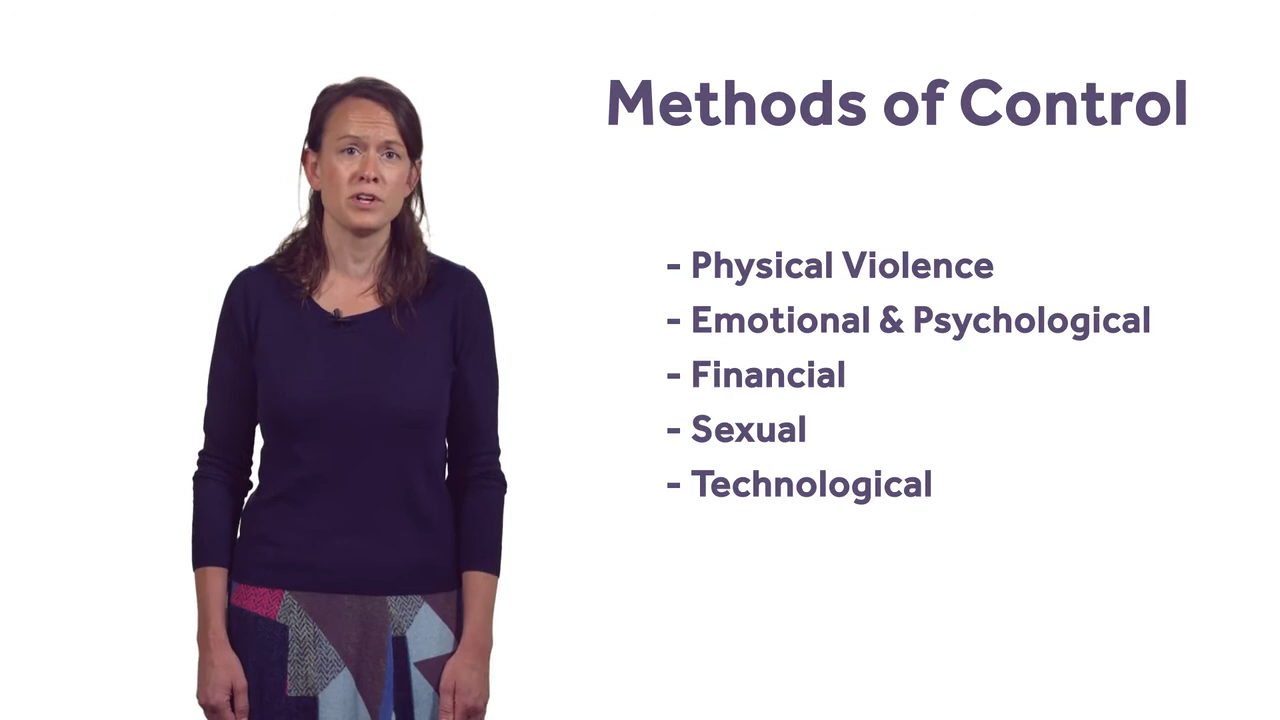 Methods of Control
- Physical Violence
- Emotional & Psychological
- Financial
- Sexual
- Technological